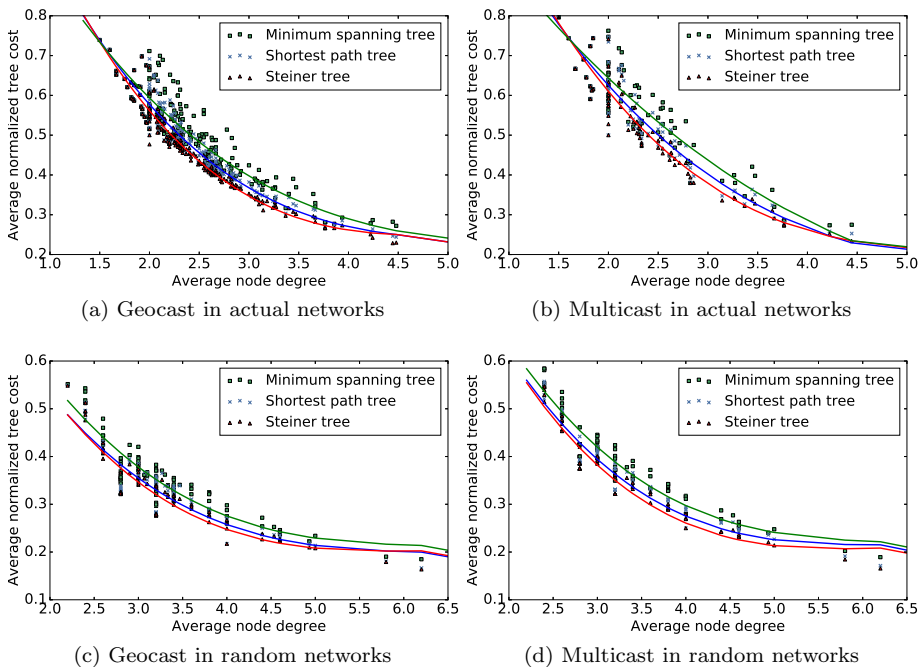 0.8
0.7
0.6
0.5
0.4
0.3
0.2
Average normalized tree cost
Minimum spanning tree
Shortest path tree
Steiner tree
1.0 1.5 2.0 2.5 3.0 3.5 4.0 4.5 5.0
Average node degree
(a) Geocast in actual networks
0.8
0.7
0.6
0.5
0.4
0.3
0.2
Average normalized tree cost
Minimum spanning tree
Shortest path tree
Steiner tree
1.0 1.5 2.0 2.5 3.0 3.5 4.0 4.5 5.0
Average node degree
(b) Multicast in actual networks
0.6
0.5
0.4
0.3
0.2
0.1
Average normalized tree cost
Minimum spanning tree
Shortest path tree
Steiner tree
2.0 2.5 3.0 3.5 4.0 4.5 5.0 5.5 6.0 6.5
Average node degree
(c) Geocast in random networks
0.6
0.5
0.4
0.3
0.2
0.1
Average normalized tree cost
Minimum spanning tree
Shortest path tree
Steiner tree
2.0 2.5 3.0 3.5 4.0 4.5 5.0 5.5 6.0 6.5
Average node degree
(d) Multicast in random networks